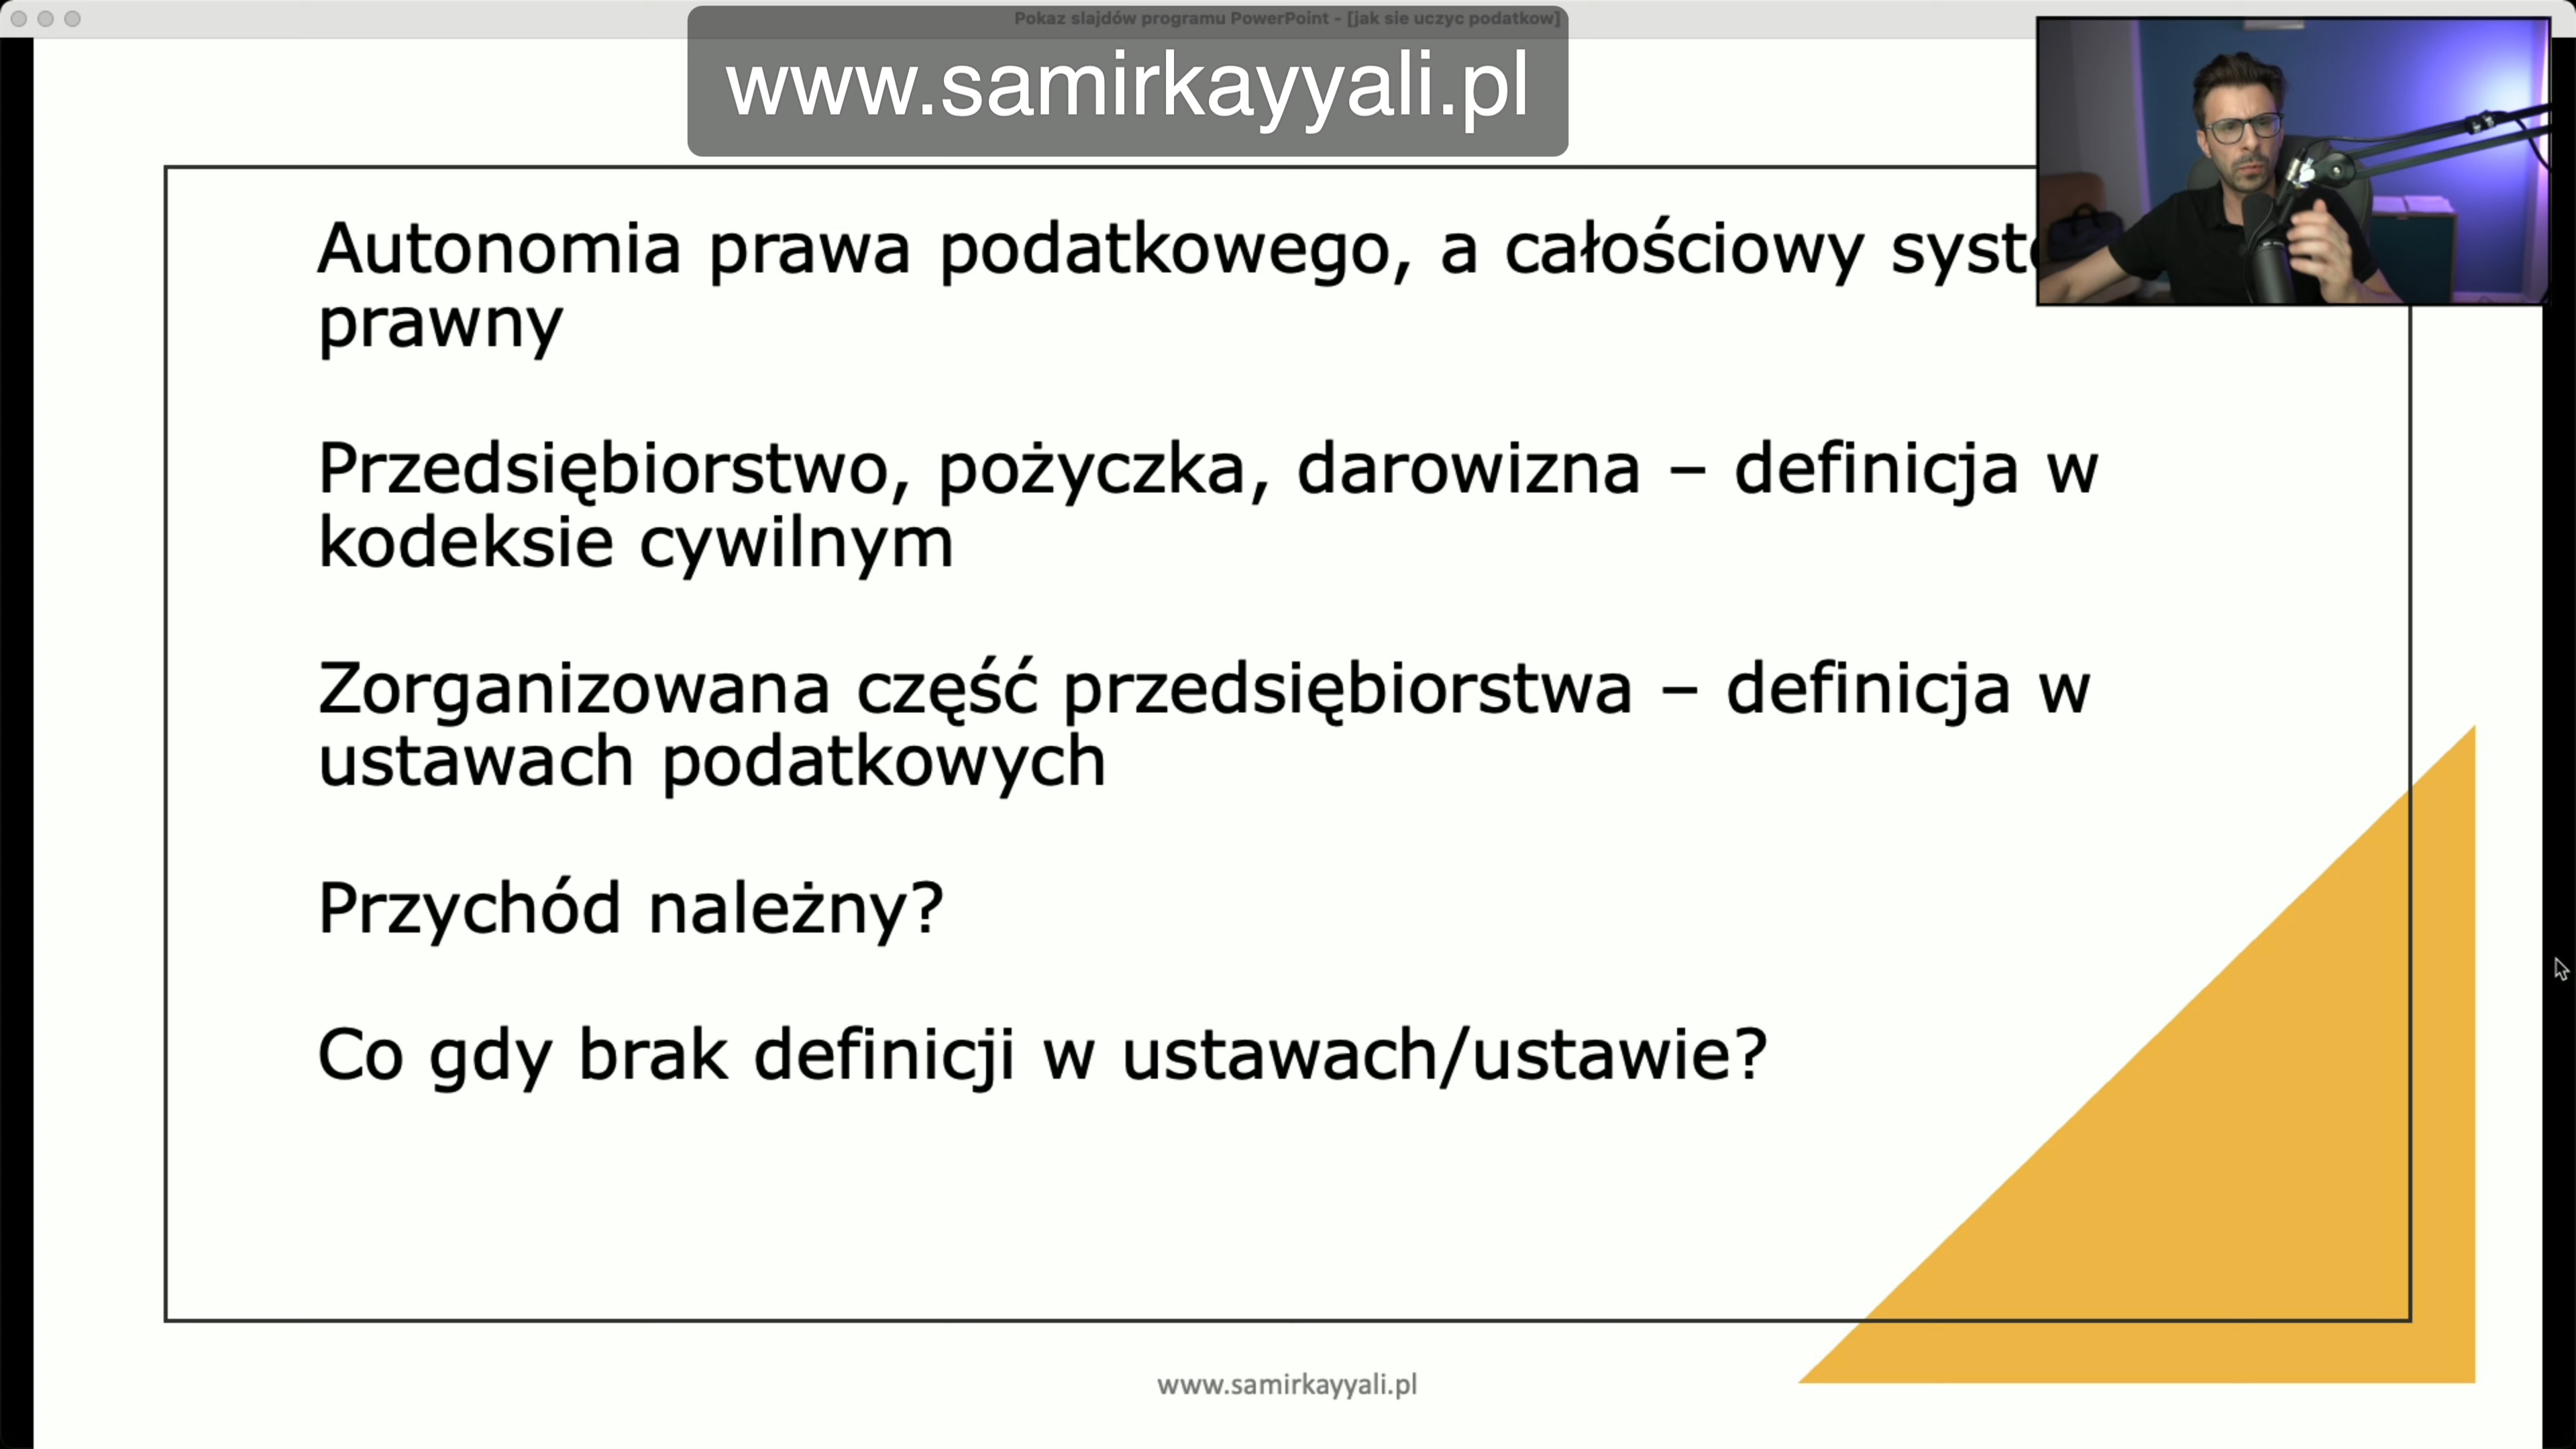 Pokaz slajdów programu PowerPoint - [jak sie uczyc podatkow]
www.samirkayyali.pl
Autonomia prawa podatkowego, a całościowy
prawny
Przedsiębiorstwo, pożyczka, darowizna – definicja w
kodeksie cywilnym
Zorganizowana część przedsiębiorstwa – definicja w
ustawach podatkowych
Przychód należny?
Co gdy brak definicji w ustawach/ustawie?
www.samirkayyali.pl